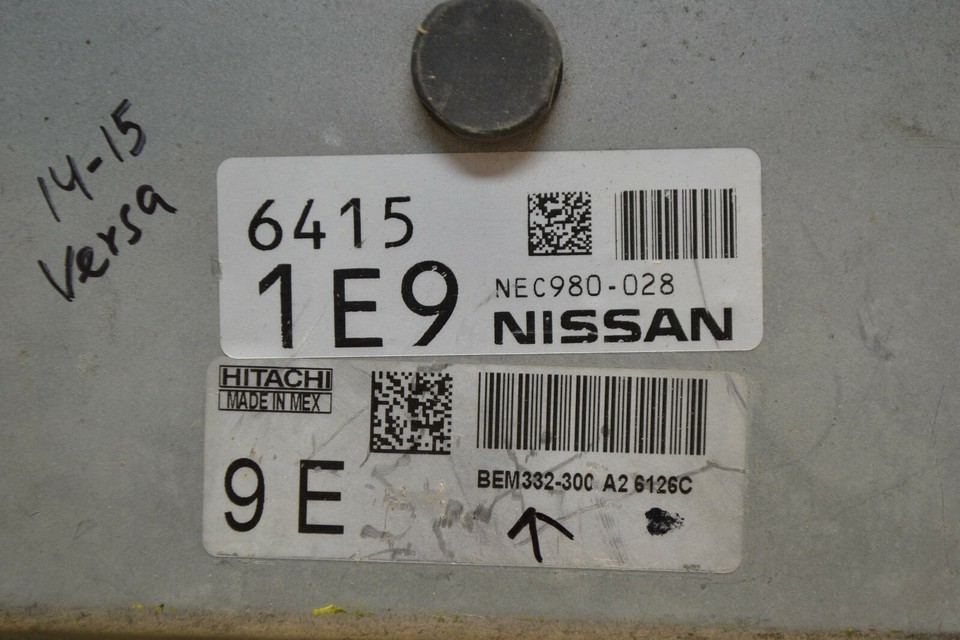 14-15
Versa
6415
1E9
NEC980-028
NISSAN
HITACHI
MADE IN MEX
9 E
BEM332-300 A2 6126C